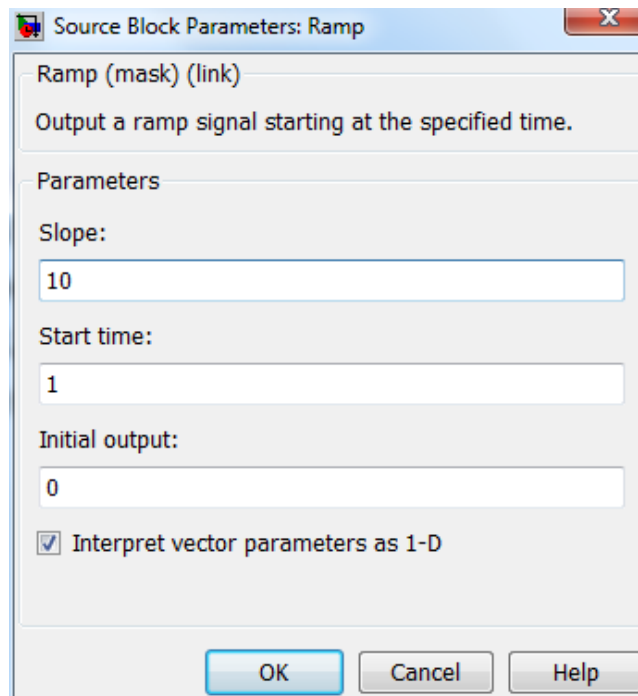 Source Block Parameters: Ramp
Ramp (mask) (link)
Output a ramp signal starting at the specified time.
Parameters
Slope:
10
Start time:
1
Initial output:
0
Interpret vector parameters as 1-D
OK Cancel Help